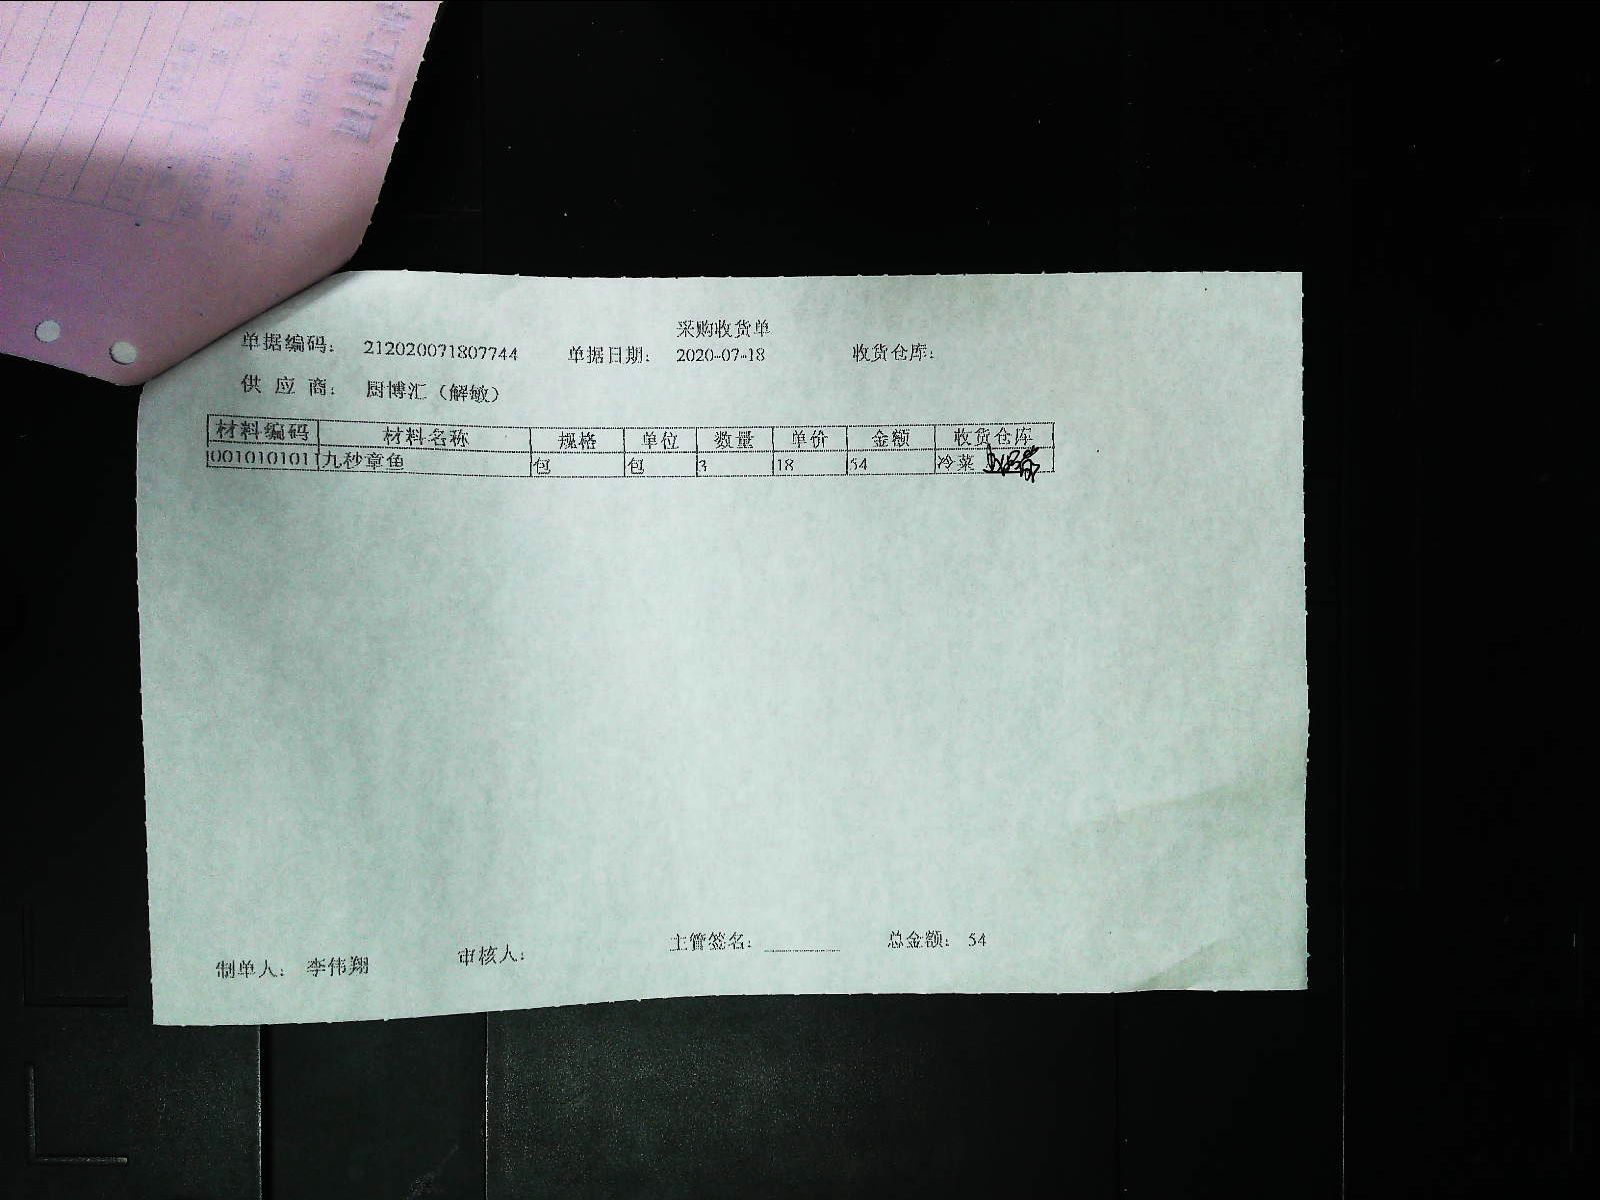 采购收货单
单据编码： 212020071807744 单据日期： 2020-07-18 收货仓库：
供 应 商： 厨博汇（解敏）
材料编码 材料名称 规格 单位 数量 单价 金额 收货仓库
001010101 九秒章鱼 包 包 3 18 54 冷菜
主管签名： 总金额： 54
制单人： 李伟翔 审核人：